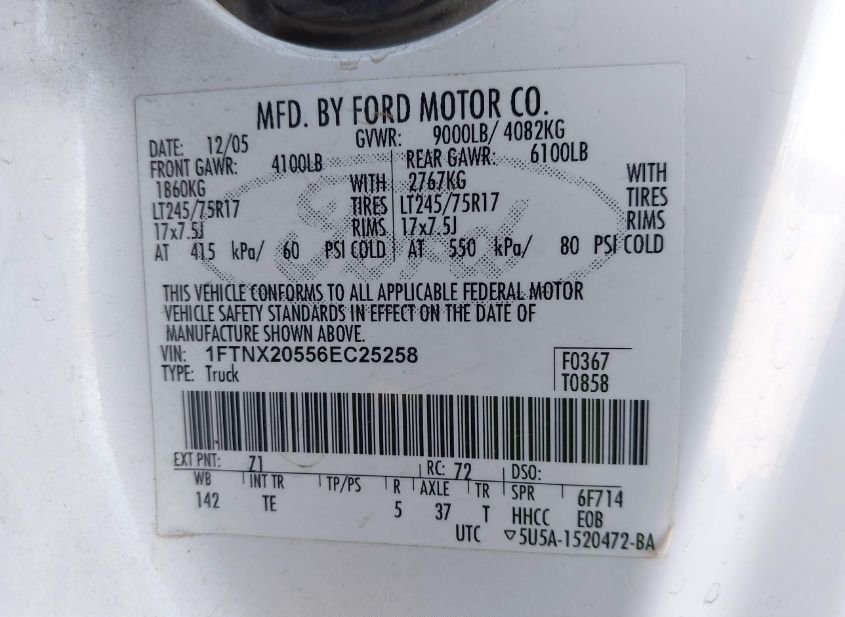 MFD. BY FORD MOTOR CO.
DATE: 12/05 GVWR: 9000LB/ 4082KG
FRONT GAWR: 4100LB REAR GAWR: 6100LB
1860KG WITH 2767KG WITH
LT245/75R17 TIRES LT245/75R17 TIRES
17x7.5J RIMS 17x7.5J RIMS
AT 415 kPa/ 60 PSI COLD AT 550 kPa/ 80 PSI COLD
Ford
THIS VEHICLE CONFORMS TO ALL APPLICABLE FEDERAL MOTOR
VEHICLE SAFETY STANDARDS IN EFFECT ON THE DATE OF
MANUFACTURE SHOWN ABOVE.
VIN: 1FTNX20556EC25258 F0367
TYPE: Truck T0858
EXT PNT: 71 RC: 72 DSO:
WB INT TR TP/PS R AXLE TR SPR 6F714
142 TE 5 37 T HHCC EOB
UTC ▽5U5A-1520472-BA